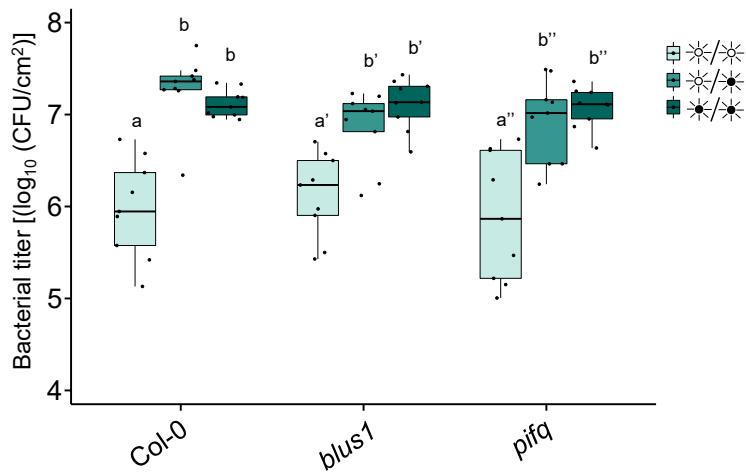 Bacterial titer [(log₁₀ (CFU/cm²)]
8
7
6
5
4
a b b
a' b' b'
a'' b'' b''
Col-0
blus1
pifq
/
/
/